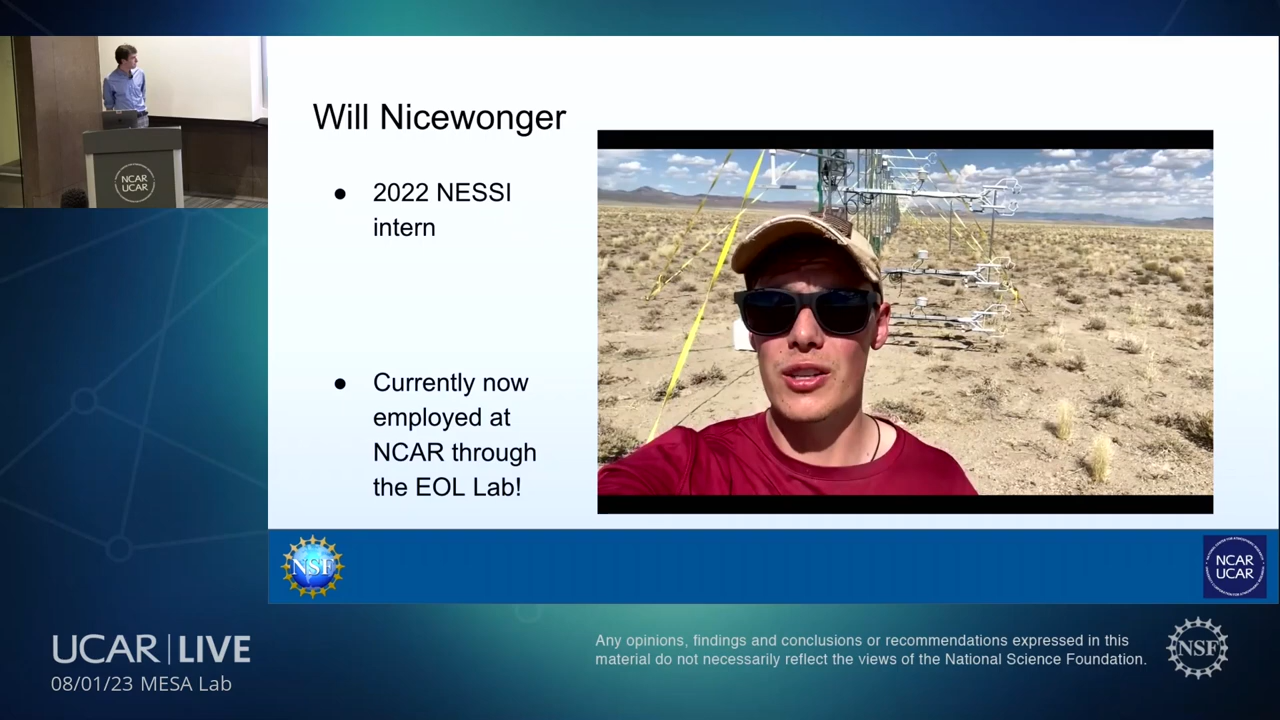 NCAR
UCAR
Will Nicewonger
● 2022 NESSI
intern
● Currently now
employed at
NCAR through
the EOL Lab!
NSF
NCAR
UCAR
UCAR | LIVE
08/01/23 MESA Lab
Any opinions, findings and conclusions or recommendations expressed in this
material do not necessarily reflect the views of the National Science Foundation.
NSF